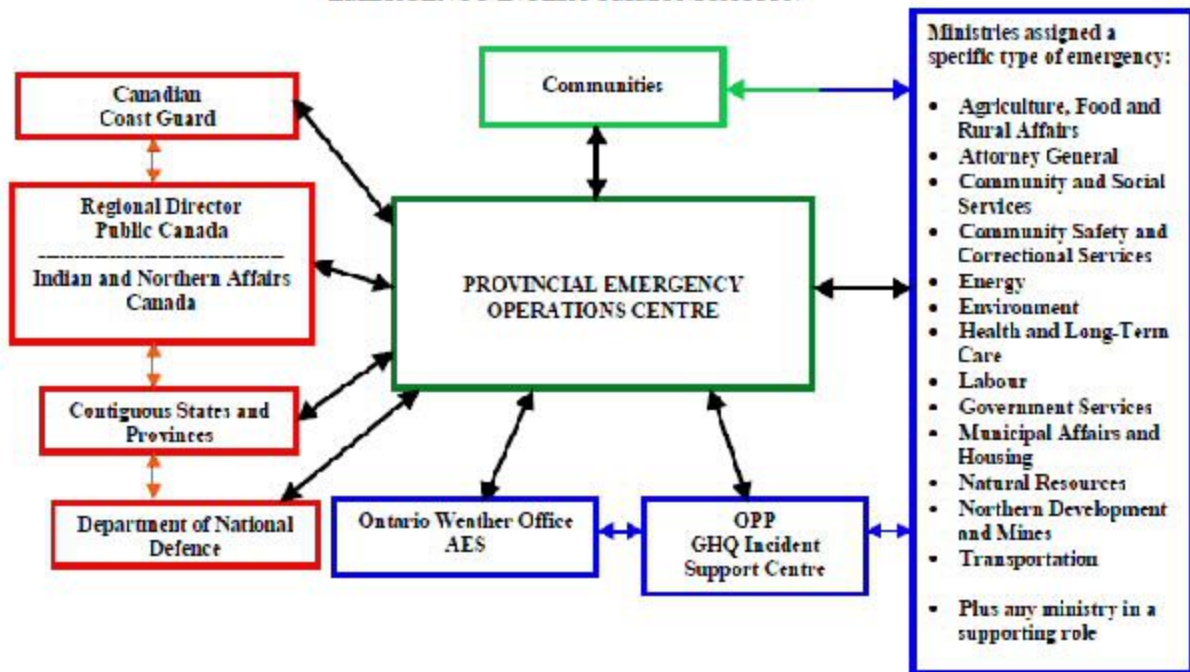 Canadian
Coast Guard
Regional Director
Public Canada
Indian and Northern Affairs
Canada
Contiguous States and
Provinces
Department of National
Defence
Communities
PROVINCIAL EMERGENCY
OPERATIONS CENTRE
Ontario Weather Office
AES
OPP
GHQ Incident
Support Centre
Ministries assigned a
specific type of emergency:
• Agriculture, Food and
Rural Affairs
• Attorney General
• Community and Social
Services
• Community Safety and
Correctional Services
• Energy
• Environment
• Health and Long-Term
Care
• Labour
• Government Services
• Municipal Affairs and
Housing
• Natural Resources
• Northern Development
and Mines
• Transportation
• Plus any ministry in a
supporting role